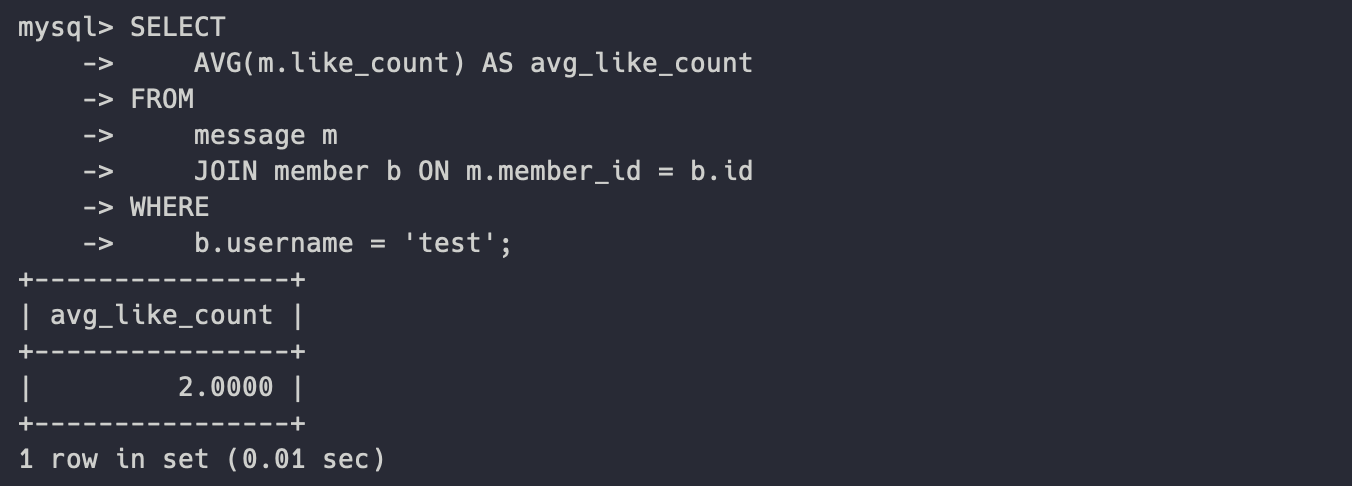 mysql> SELECT
    ->     AVG(m.like_count) AS avg_like_count
    -> FROM
    ->     message m
    ->     JOIN member b ON m.member_id = b.id
    -> WHERE
    ->     b.username = 'test';
+----------------+
| avg_like_count |
+----------------+
|         2.0000 |
+----------------+
1 row in set (0.01 sec)